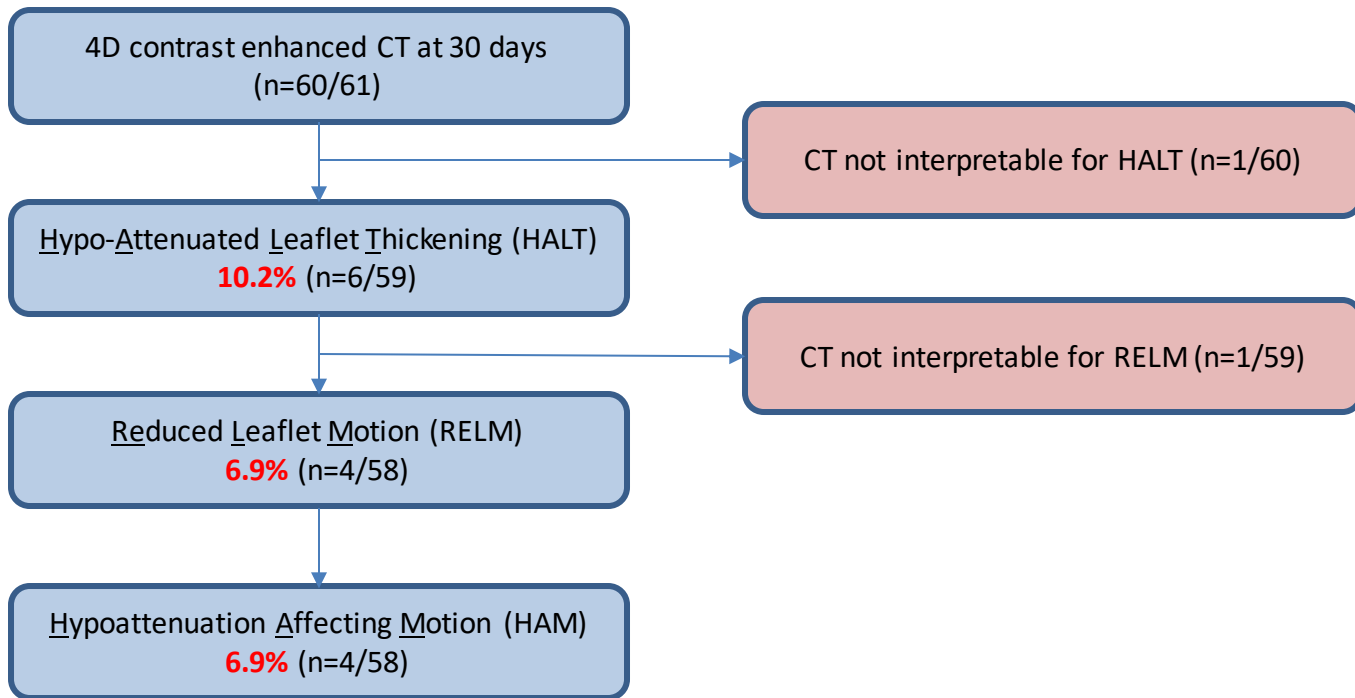 4D contrast enhanced CT at 30 days
(n=60/61)
CT not interpretable for HALT (n=1/60)
Hypo-Attenuated Leaflet Thickening (HALT)
10.2% (n=6/59)
CT not interpretable for RELM (n=1/59)
Reduced Leaflet Motion (RELM)
6.9% (n=4/58)
Hypoattenuation Affecting Motion (HAM)
6.9% (n=4/58)